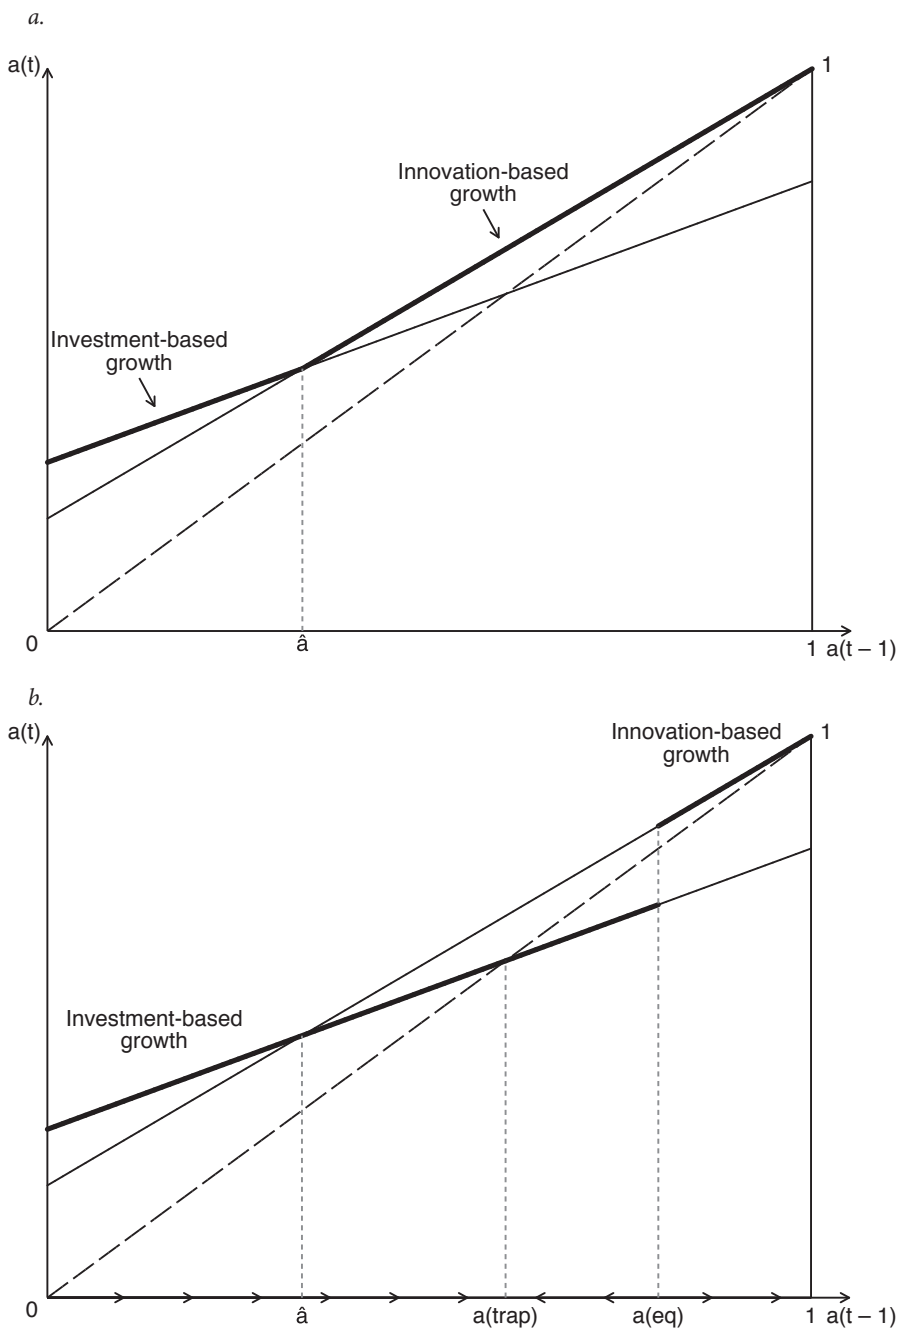 a.
a(t)
1
Innovation-based
growth
Investment-based
growth
0
â
1 a(t – 1)
b.
a(t)
Innovation-based
growth
1
Investment-based
growth
0
â
a(trap)
a(eq)
1 a(t – 1)